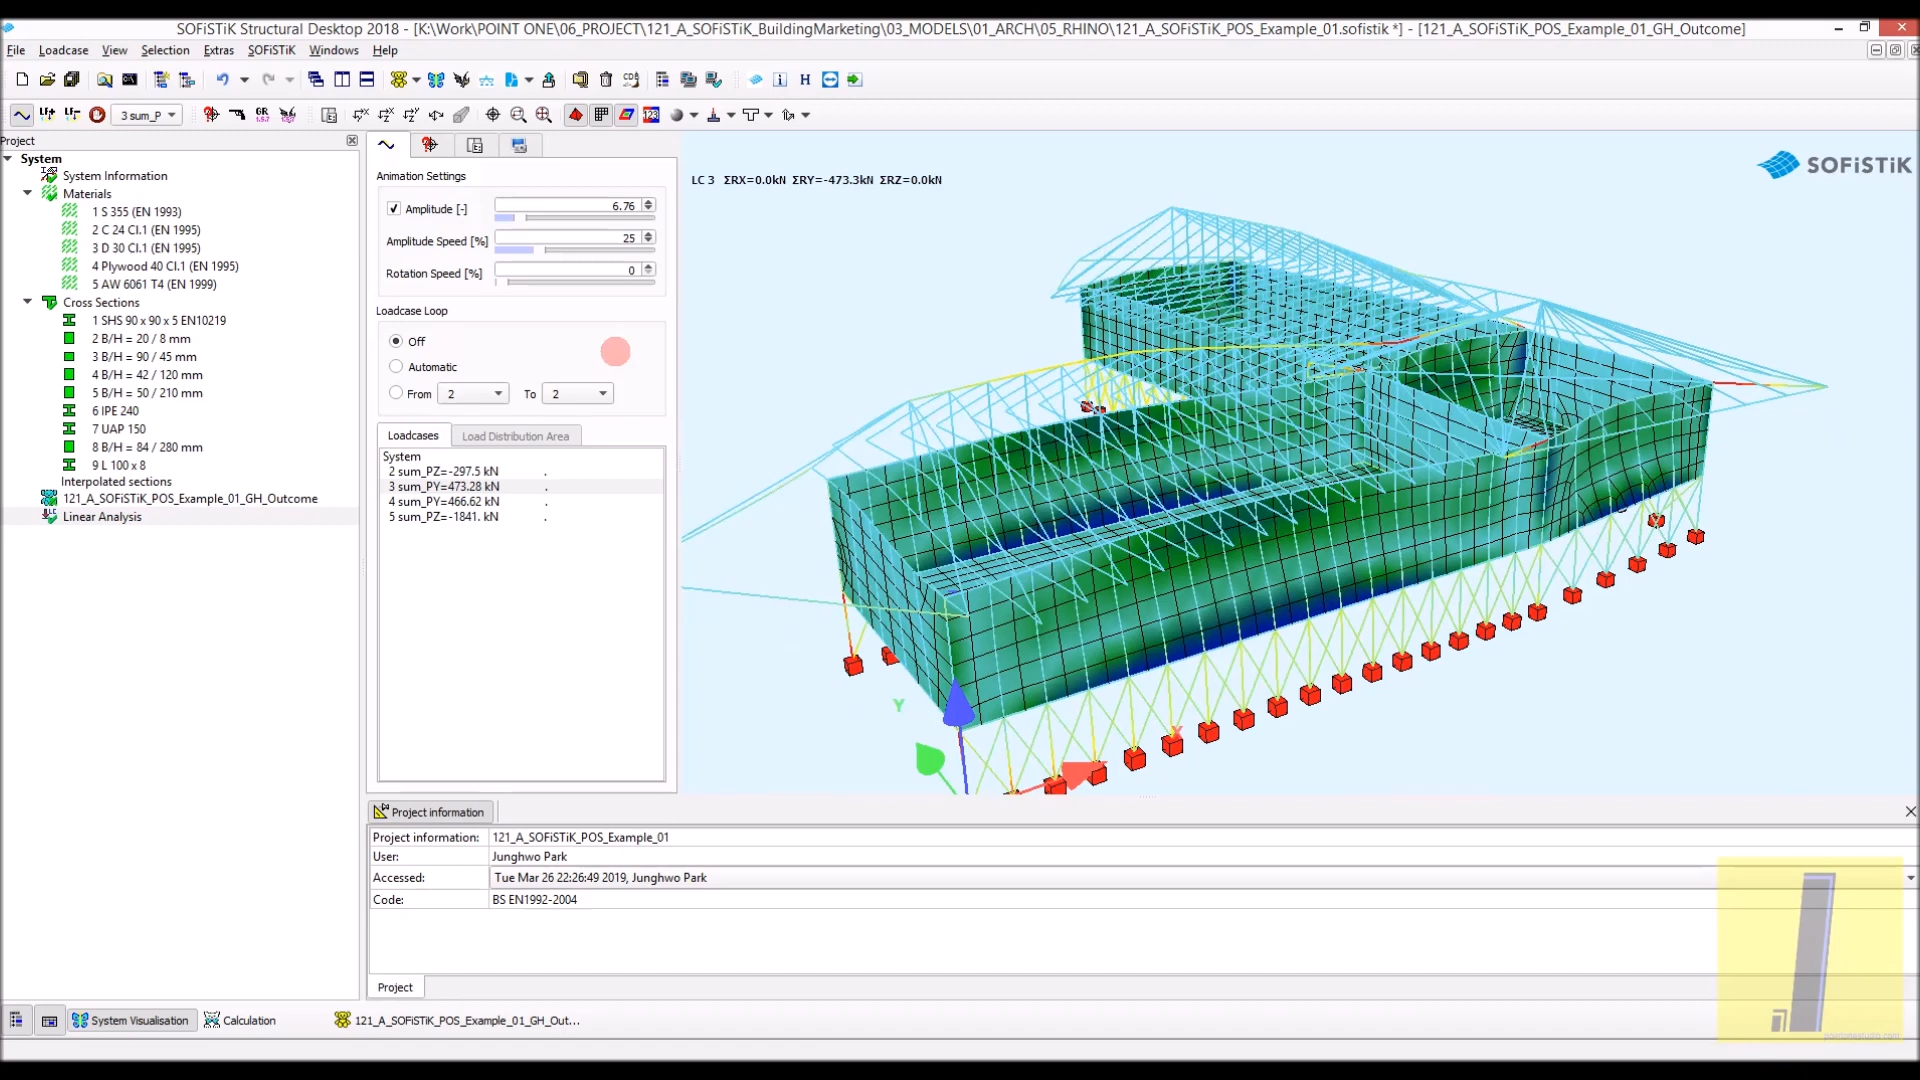 SOFiSTiK Structural Desktop 2018 - [K:\Work\POINT ONE\06_PROJECT\121_A_SOFiSTiK_BuildingMarketing\03_MODELS\01_ARCH\05_RHINO\121_A_SOFiSTiK_POS_Example_01.sofistik *] - [121_A_SOFiSTiK_POS_Example_01_GH_Outcome]
File Loadcase View Selection Extras SOFiSTiK Windows Help
3 sum_P
Project
System
System Information
Materials
1 S 355 (EN 1993)
2 C 24 Cl.1 (EN 1995)
3 D 30 Cl.1 (EN 1995)
4 Plywood 40 Cl.1 (EN 1995)
5 AW 6061 T4 (EN 1999)
Cross Sections
1 SHS 90 x 90 x 5 EN10219
2 B/H = 20 / 8 mm
3 B/H = 90 / 45 mm
4 B/H = 42 / 120 mm
5 B/H = 50 / 210 mm
6 IPE 240
7 UAP 150
8 B/H = 84 / 280 mm
9 L 100 x 8
Interpolated sections
121_A_SOFiSTiK_POS_Example_01_GH_Outcome
Linear Analysis
Animation Settings
Amplitude [-] 6.76
Amplitude Speed [%] 25
Rotation Speed [%] 0
Loadcase Loop
Off
Automatic
From 2 To 2
Loadcases Load Distribution Area
System
2 sum_PZ=-297.5 kN .
3 sum_PY=473.28 kN .
4 sum_PY=466.62 kN .
5 sum_PZ=-1841. kN .
LC 3 ΣRX=0.0kN ΣRY=-473.3kN ΣRZ=0.0kN
SOFiSTiK
Y
X
Project information
Project information: 121_A_SOFiSTiK_POS_Example_01
User: Junghwo Park
Accessed: Tue Mar 26 22:26:49 2019, Junghwo Park
Code: BS EN1992-2004
Project
System Visualisation Calculation 121_A_SOFiSTiK_POS_Example_01_GH_Out...